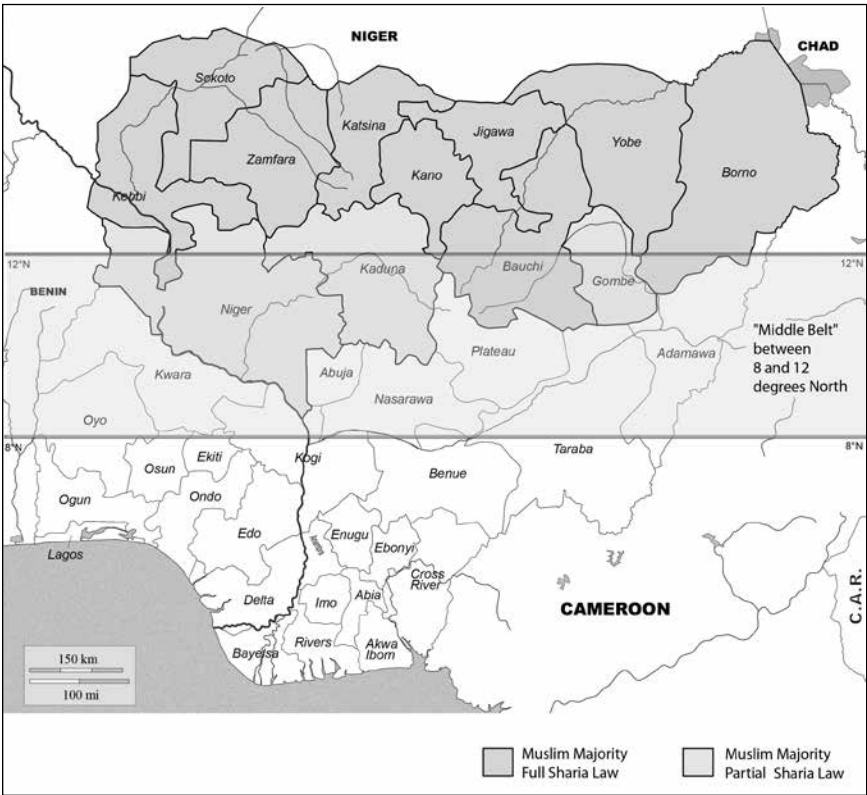 NIGER
CHAD
Sokoto
Katsina
Jigawa
Yobe
Zamfara
Kano
Borno
Kebbi
12°N
12°N
Kaduna
Bauchi
Gombe
BENIN
Niger
"Middle Belt"
between
8 and 12
degrees North
Plateau
Adamawa
Kwara
Abuja
Nasarawa
Oyo
8°N
8°N
Ekiti
Kogi
Taraba
Osun
Benue
Ogun
Ondo
Edo
Enugu
Ebonyi
Lagos
Cross
River
Delta
Imo
Abia
CAMEROON
C.A.R.
Bayelsa
Rivers
Akwa
Ibom
150 km
100 mi
Muslim Majority
Full Sharia Law
Muslim Majority
Partial Sharia Law